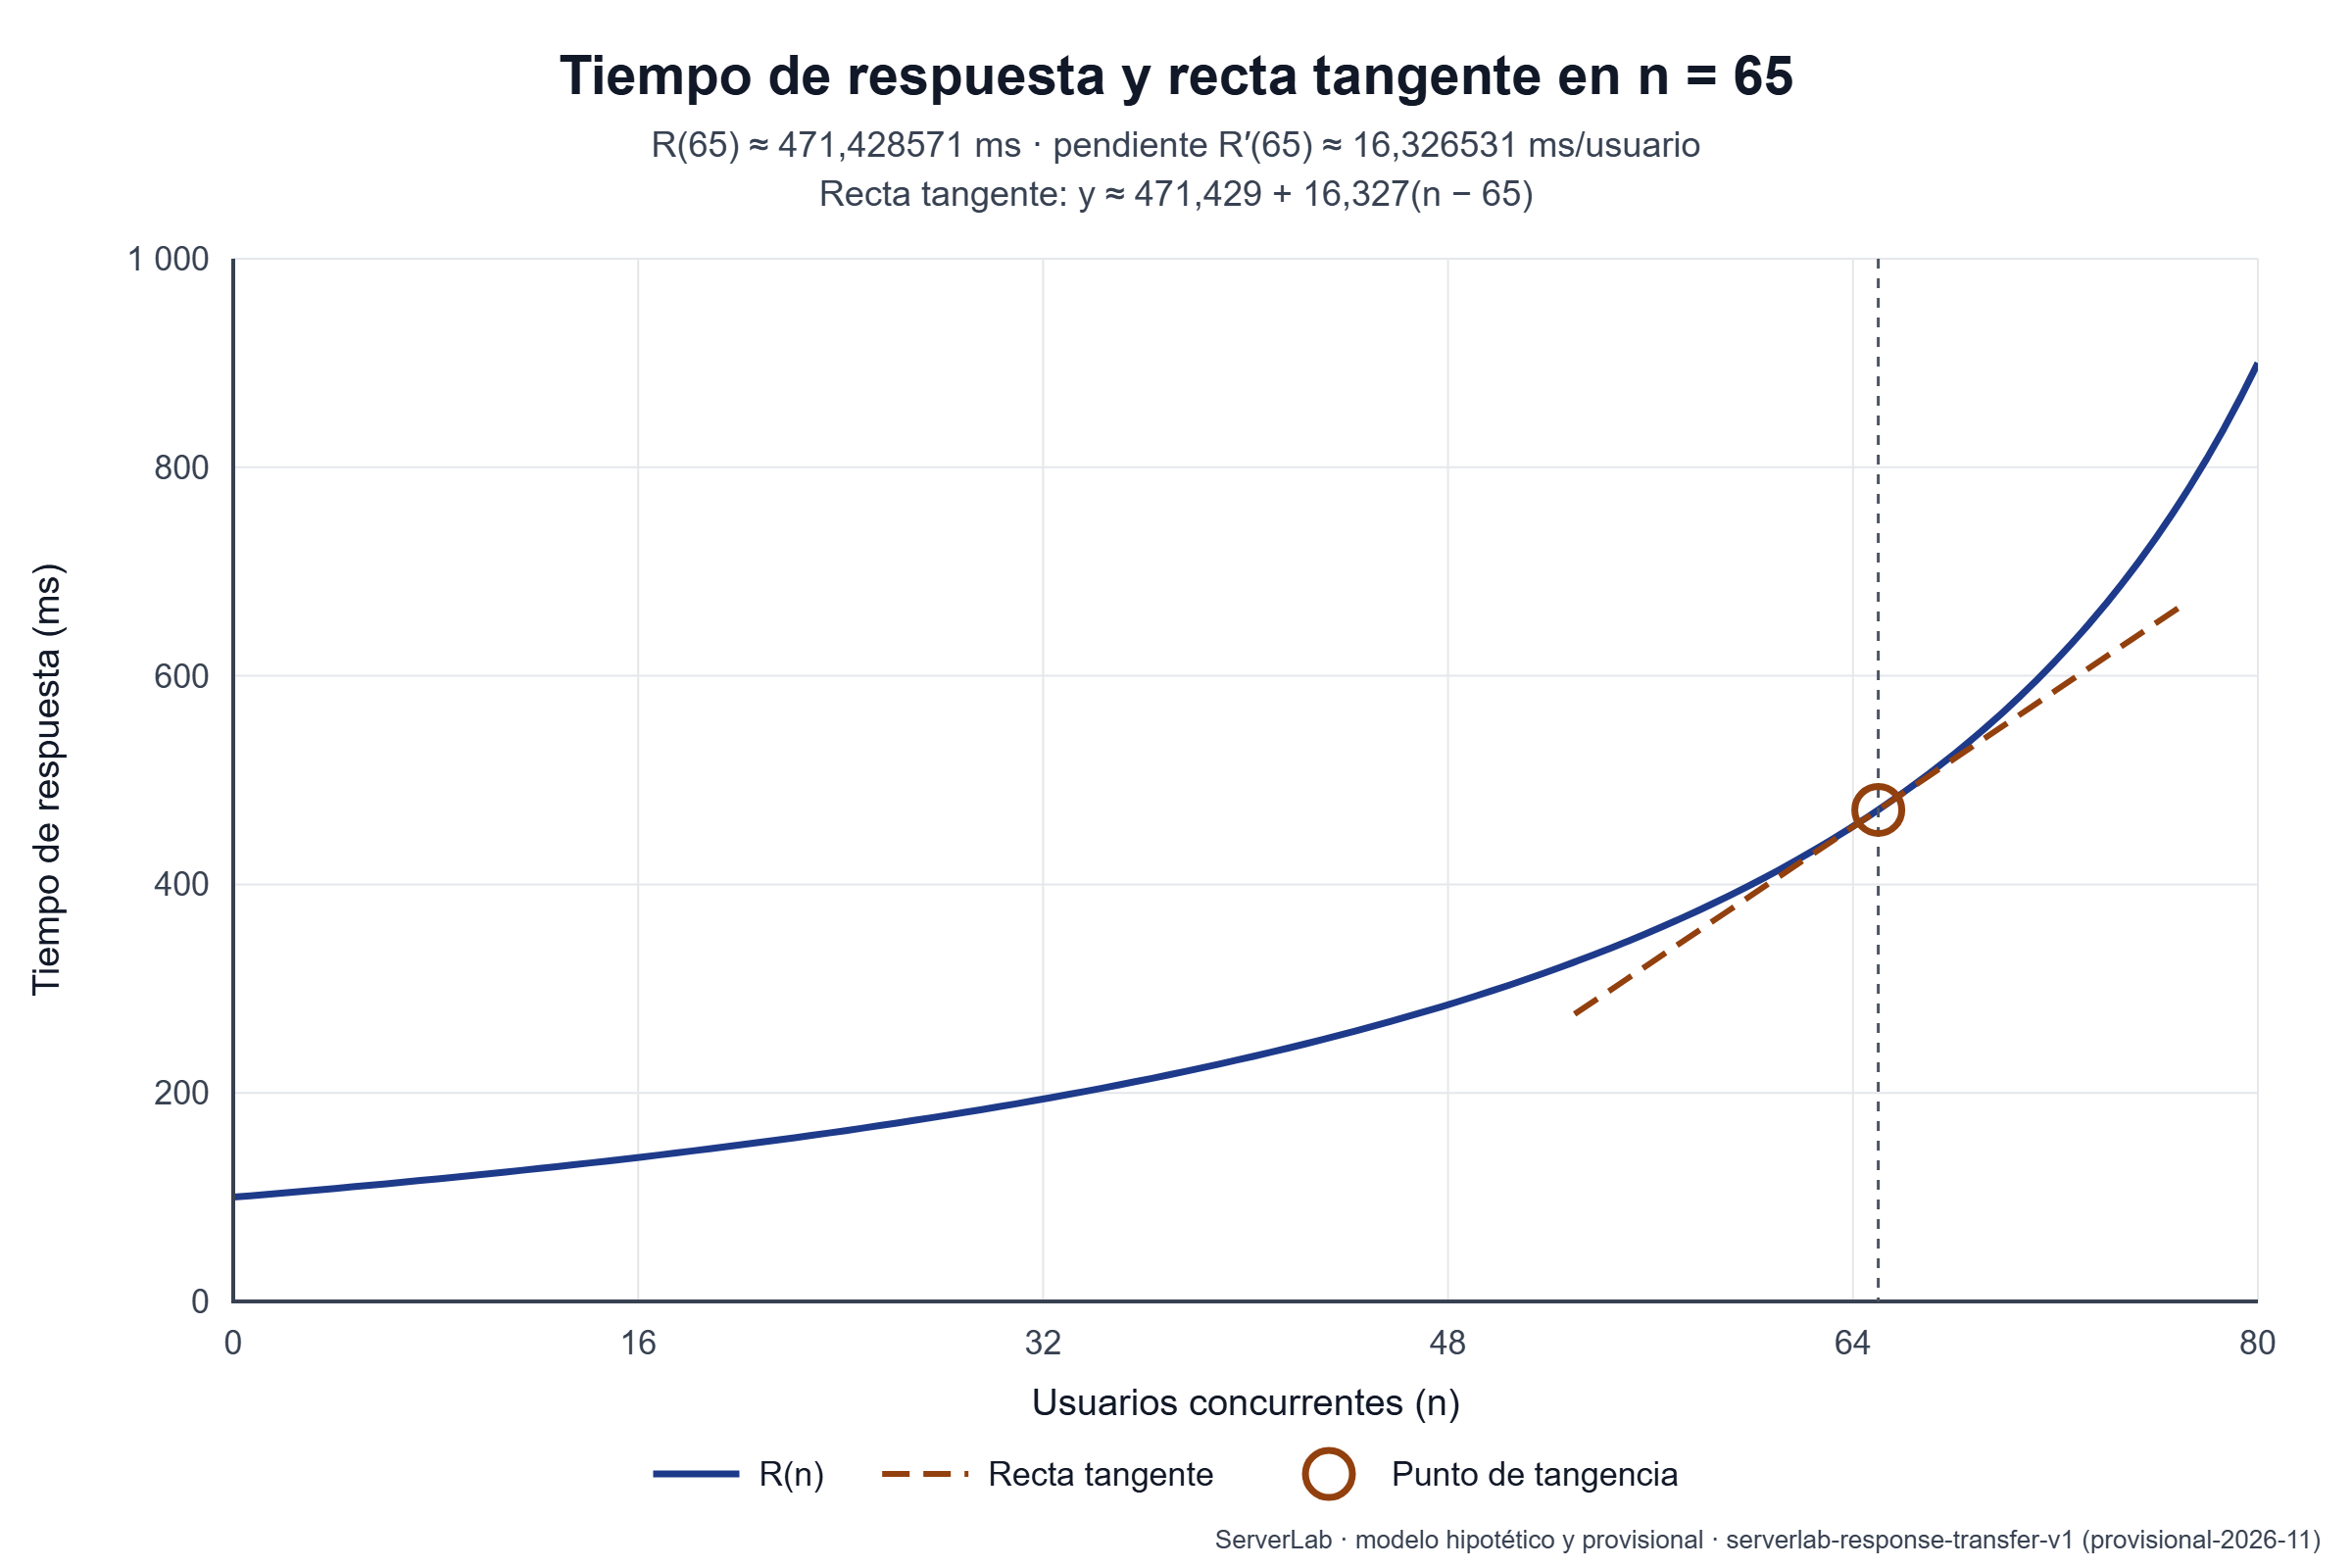 Tiempo de respuesta y recta tangente en n = 65
R(65) ≈ 471,428571 ms · pendiente R′(65) ≈ 16,326531 ms/usuario
Recta tangente: y ≈ 471,429 + 16,327(n − 65)
Tiempo de respuesta (ms)
1 000
800
600
400
200
0
0 16 32 48 64 80
Usuarios concurrentes (n)
R(n) Recta tangente Punto de tangencia
ServerLab · modelo hipotético y provisional · serverlab-response-transfer-v1 (provisional-2026-11)